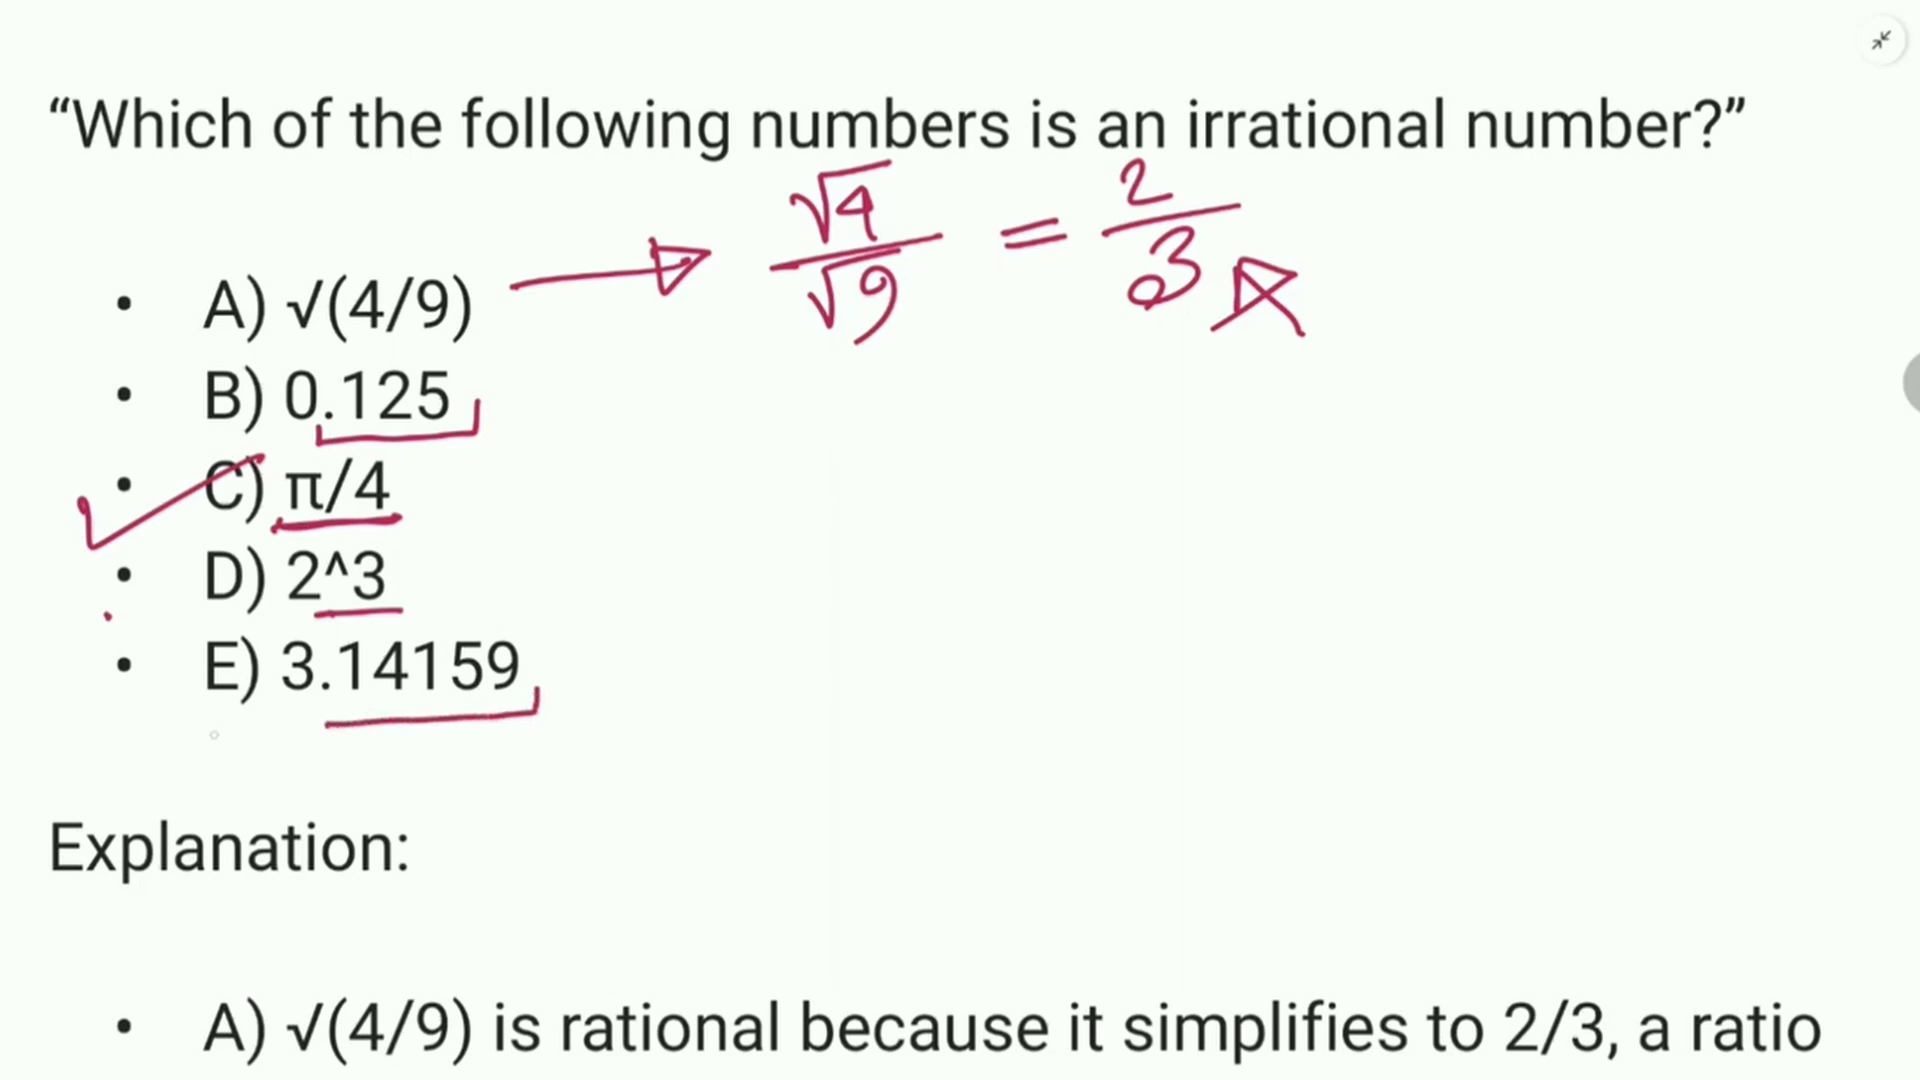 “Which of the following numbers is an irrational number?”
√4/√9 = 2/3
• A) √(4/9)
• B) 0.125
• C) π/4
• D) 2^3
• E) 3.14159
Explanation:
• A) √(4/9) is rational because it simplifies to 2/3, a ratio